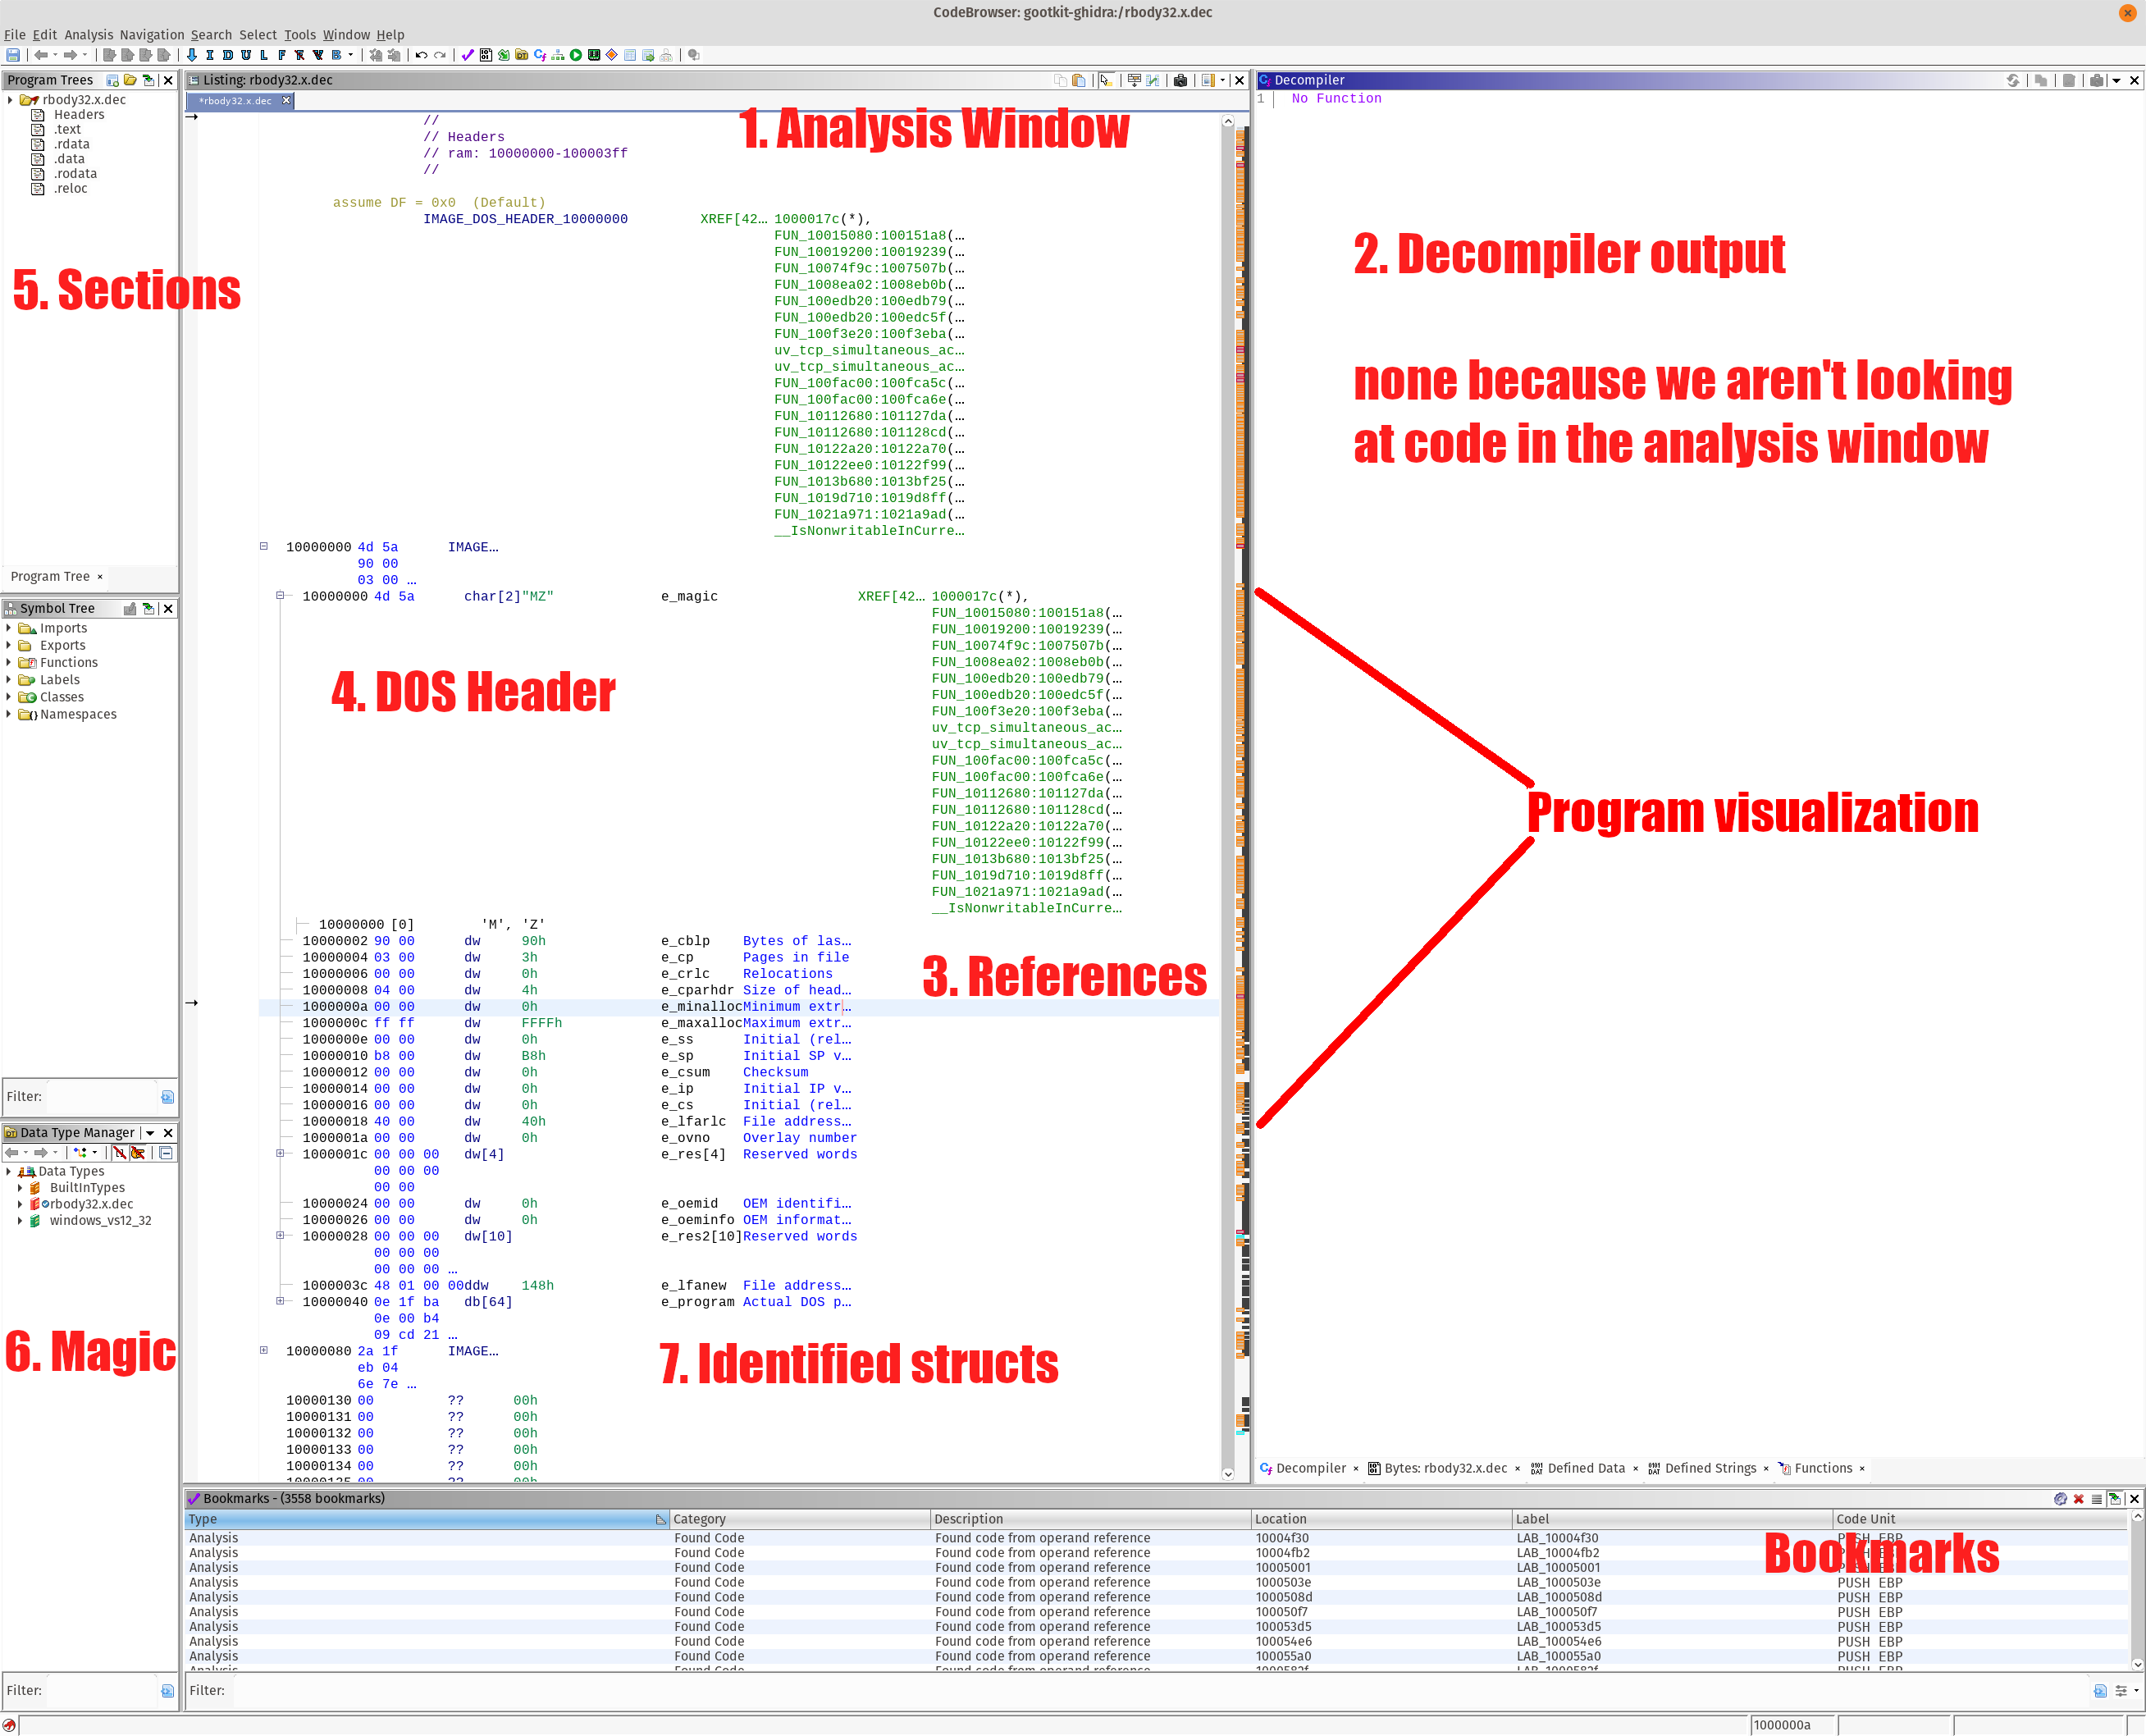 CodeBrowser: gootkit-ghidra:/rbody32.x.dec
File Edit Analysis Navigation Search Select Tools Window Help
I D U L F R V B
Program Trees
rbody32.x.dec
Headers
.text
.rdata
.data
.rodata
.reloc
5. Sections
Program Tree ×
Symbol Tree
Imports
Exports
Functions
Labels
Classes
Namespaces
Filter:
Data Type Manager
Data Types
BuiltInTypes
rbody32.x.dec
windows_vs12_32
6. Magic
Filter:
Listing: rbody32.x.dec
*rbody32.x.dec
1. Analysis Window
//
// Headers
// ram: 10000000-100003ff
//
assume DF = 0x0 (Default)
IMAGE_DOS_HEADER_10000000 XREF[42… 1000017c(*),
FUN_10015080:100151a8(…
FUN_10019200:10019239(…
FUN_10074f9c:1007507b(…
FUN_1008ea02:1008eb0b(…
FUN_100edb20:100edb79(…
FUN_100edb20:100edc5f(…
FUN_100f3e20:100f3eba(…
uv_tcp_simultaneous_ac…
uv_tcp_simultaneous_ac…
FUN_100fac00:100fca5c(…
FUN_100fac00:100fca6e(…
FUN_10112680:101127da(…
FUN_10112680:101128cd(…
FUN_10122a20:10122a70(…
FUN_10122ee0:10122f99(…
FUN_1013b680:1013bf25(…
FUN_1019d710:1019d8ff(…
FUN_1021a971:1021a9ad(…
__IsNonwritableInCurre…
10000000 4d 5a IMAGE…
90 00
03 00 …
10000000 4d 5a char[2] "MZ" e_magic XREF[42… 1000017c(*),
FUN_10015080:100151a8(…
FUN_10019200:10019239(…
FUN_10074f9c:1007507b(…
FUN_1008ea02:1008eb0b(…
FUN_100edb20:100edb79(…
FUN_100edb20:100edc5f(…
FUN_100f3e20:100f3eba(…
uv_tcp_simultaneous_ac…
uv_tcp_simultaneous_ac…
FUN_100fac00:100fca5c(…
FUN_100fac00:100fca6e(…
FUN_10112680:101127da(…
FUN_10112680:101128cd(…
FUN_10122a20:10122a70(…
FUN_10122ee0:10122f99(…
FUN_1013b680:1013bf25(…
FUN_1019d710:1019d8ff(…
FUN_1021a971:1021a9ad(…
__IsNonwritableInCurre…
4. DOS Header
10000000 [0] 'M', 'Z'
10000002 90 00 dw 90h e_cblp Bytes of las…
10000004 03 00 dw 3h e_cp Pages in file
10000006 00 00 dw 0h e_crlc Relocations
10000008 04 00 dw 4h e_cparhdr Size of head…
1000000a 00 00 dw 0h e_minalloc Minimum extr…
1000000c ff ff dw FFFFh e_maxalloc Maximum extr…
1000000e 00 00 dw 0h e_ss Initial (rel…
10000010 b8 00 dw B8h e_sp Initial SP v…
10000012 00 00 dw 0h e_csum Checksum
10000014 00 00 dw 0h e_ip Initial IP v…
10000016 00 00 dw 0h e_cs Initial (rel…
10000018 40 00 dw 40h e_lfarlc File address…
1000001a 00 00 dw 0h e_ovno Overlay number
1000001c 00 00 00 dw[4] e_res[4] Reserved words
00 00 00
00 00
10000024 00 00 dw 0h e_oemid OEM identifi…
10000026 00 00 dw 0h e_oeminfo OEM informat…
10000028 00 00 00 dw[10] e_res2[10] Reserved words
00 00 00
00 00 00 …
1000003c 48 01 00 00 ddw 148h e_lfanew File address…
10000040 0e 1f ba db[64] e_program Actual DOS p…
0e 00 b4
09 cd 21 …
10000080 2a 1f IMAGE…
eb 04
6e 7e …
10000130 00 ?? 00h
10000131 00 ?? 00h
10000132 00 ?? 00h
10000133 00 ?? 00h
10000134 00 ?? 00h
10000135 00 ?? 00h
3. References
7. Identified structs
Decompiler
1 No Function
2. Decompiler output
none because we aren't looking
at code in the analysis window
Program visualization
Decompiler × Bytes: rbody32.x.dec × Defined Data × Defined Strings × Functions ×
Bookmarks - (3558 bookmarks)
Type Category Description Location Label Code Unit
Analysis Found Code Found code from operand reference 10004f30 LAB_10004f30 PUSH EBP
Analysis Found Code Found code from operand reference 10004fb2 LAB_10004fb2
Analysis Found Code Found code from operand reference 10005001 LAB_10005001
Analysis Found Code Found code from operand reference 1000503e LAB_1000503e PUSH EBP
Analysis Found Code Found code from operand reference 1000508d LAB_1000508d PUSH EBP
Analysis Found Code Found code from operand reference 100050f7 LAB_100050f7 PUSH EBP
Analysis Found Code Found code from operand reference 100053d5 LAB_100053d5 PUSH EBP
Analysis Found Code Found code from operand reference 100054e6 LAB_100054e6 PUSH EBP
Analysis Found Code Found code from operand reference 100055a0 LAB_100055a0 PUSH EBP
Analysis Found Code Found code from operand reference 1000582f LAB_1000582f PUSH EBP
Bookmarks
Filter:
1000000a